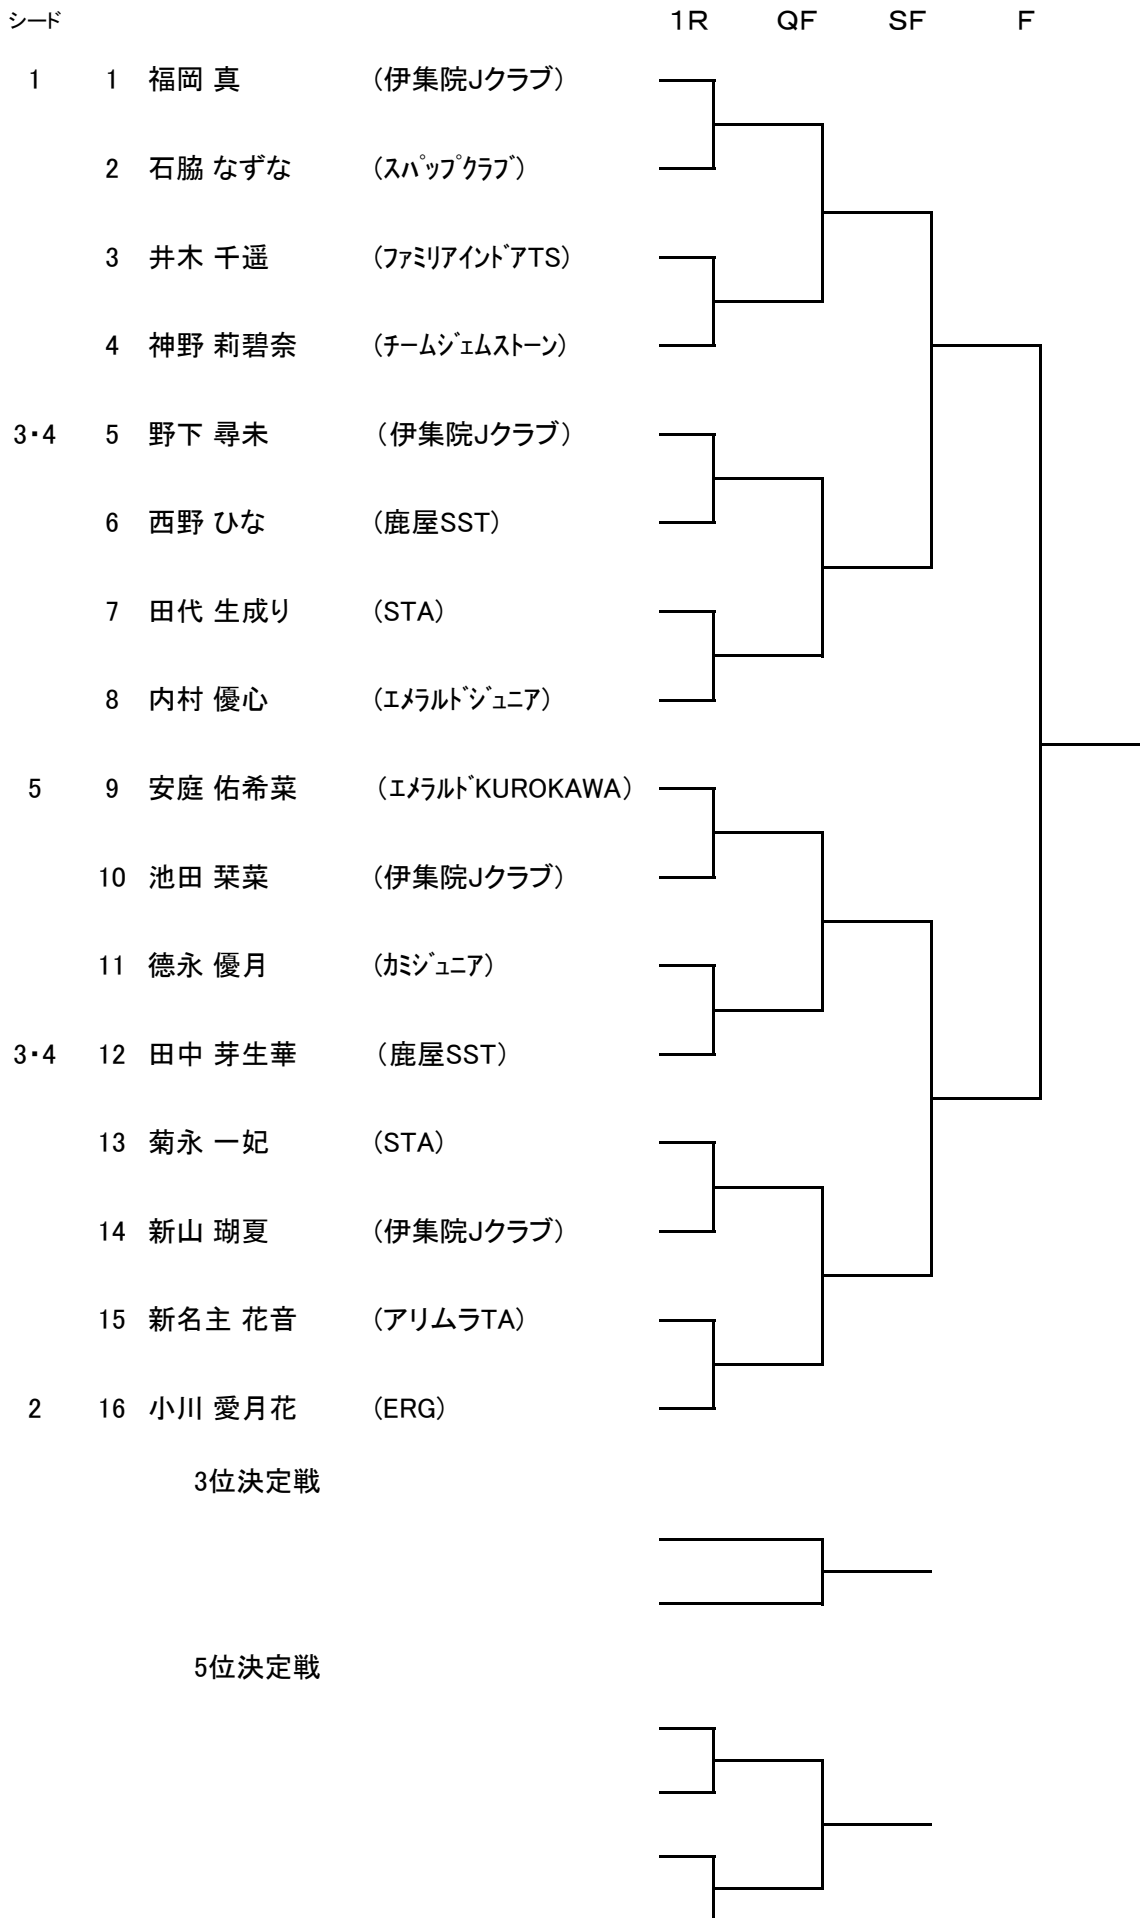 シード 1R QF SF F
1 1 福岡 真 (伊集院Jクラブ)
2 石脇 なずな (スパップクラブ)
3 井木 千遥 (ファミリアインドアTS)
4 神野 莉碧奈 (チームジェムストーン)
3・4 5 野下 尋未 (伊集院Jクラブ)
6 西野 ひな (鹿屋SST)
7 田代 生成り (STA)
8 内村 優心 (エメラルドジュニア)
5 9 安庭 佑希菜 (エメラルドKUROKAWA)
10 池田 栞菜 (伊集院Jクラブ)
11 德永 優月 (カミジュニア)
3・4 12 田中 芽生華 (鹿屋SST)
13 菊永 一妃 (STA)
14 新山 瑚夏 (伊集院Jクラブ)
15 新名主 花音 (アリムラTA)
2 16 小川 愛月花 (ERG)
3位決定戦
5位決定戦